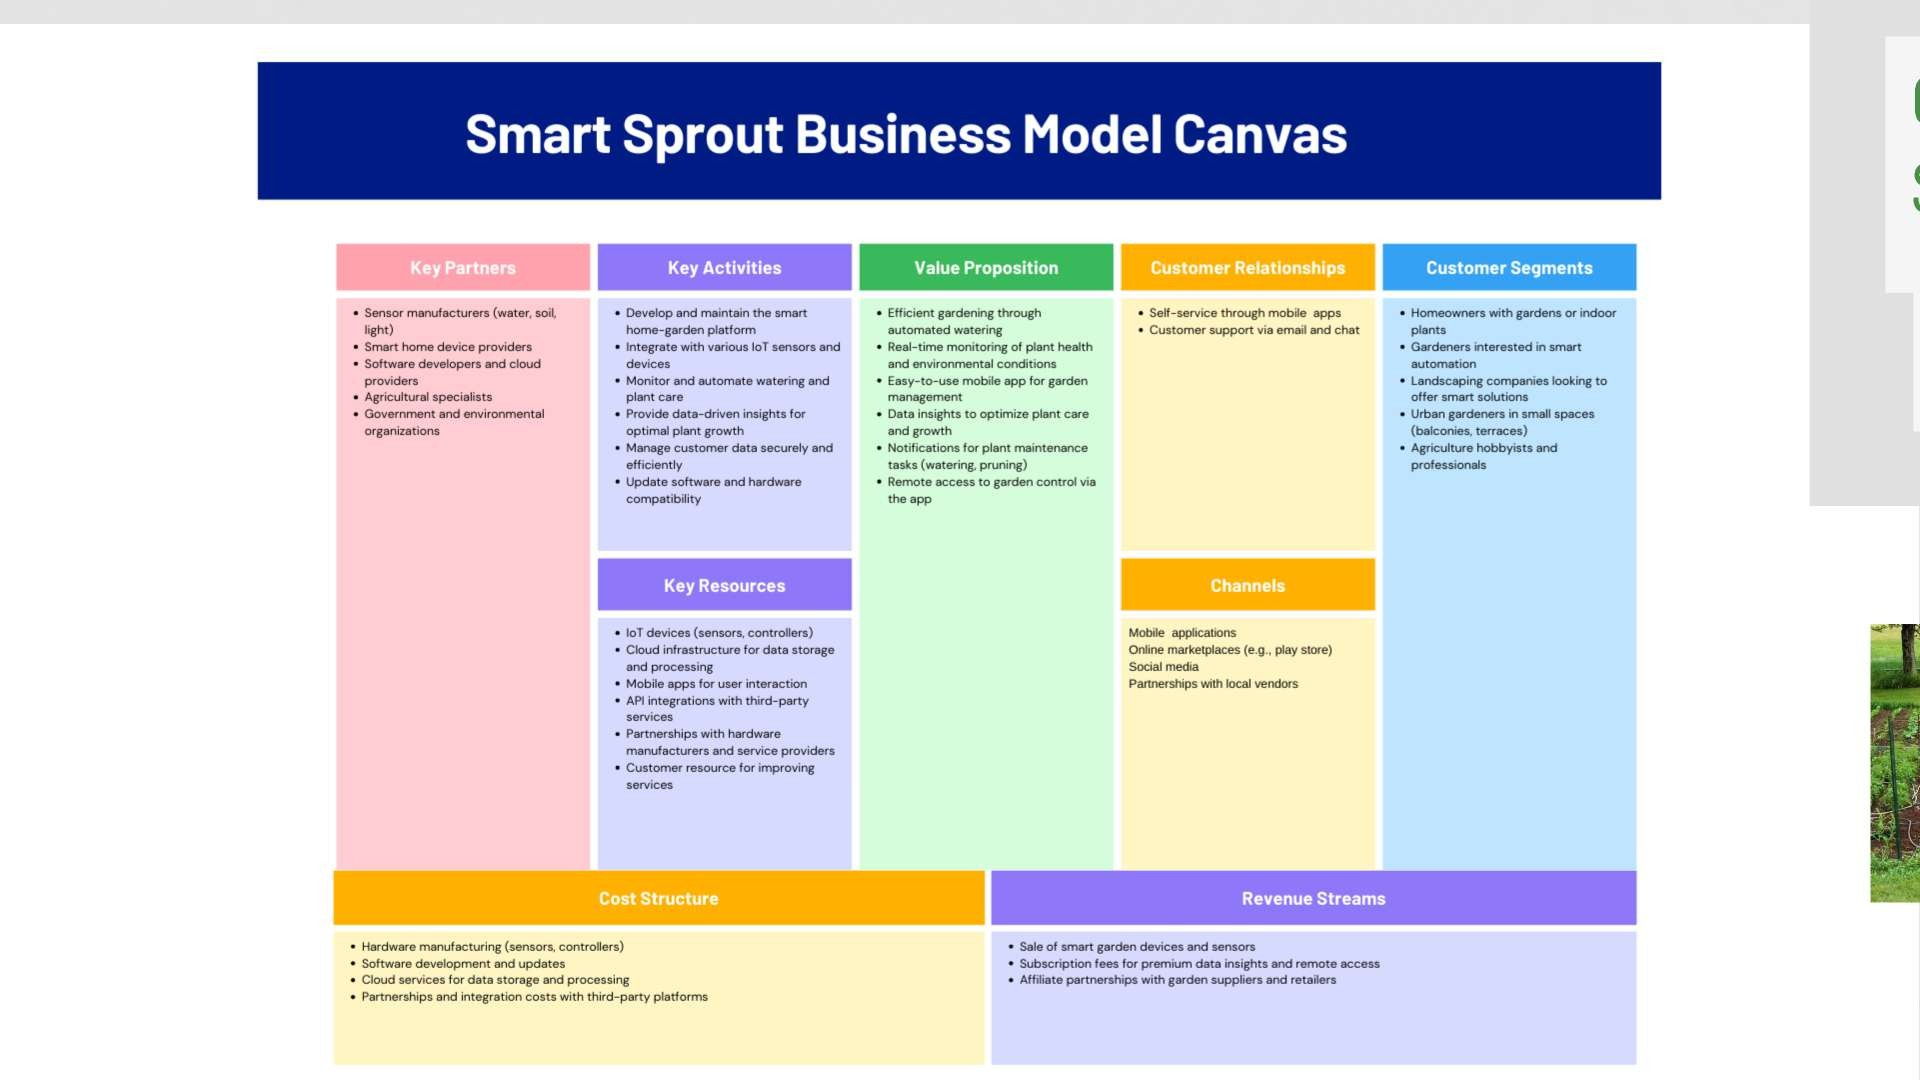 Smart Sprout Business Model Canvas
Key Partners
• Sensor manufacturers (water, soil,
light)
• Smart home device providers
• Software developers and cloud
providers
• Agricultural specialists
• Government and environmental
organizations
Key Activities
• Develop and maintain the smart
home-garden platform
• Integrate with various IoT sensors and
devices
• Monitor and automate watering and
plant care
• Provide data-driven insights for
optimal plant growth
• Manage customer data securely and
efficiently
• Update software and hardware
compatibility
Key Resources
• IoT devices (sensors, controllers)
• Cloud infrastructure for data storage
and processing
• Mobile apps for user interaction
• API integrations with third-party
services
• Partnerships with hardware
manufacturers and service providers
• Customer resource for improving
services
Value Proposition
• Efficient gardening through
automated watering
• Real-time monitoring of plant health
and environmental conditions
• Easy-to-use mobile app for garden
management
• Data insights to optimize plant care
and growth
• Notifications for plant maintenance
tasks (watering, pruning)
• Remote access to garden control via
the app
Customer Relationships
• Self-service through mobile  apps
• Customer support via email and chat
Channels
Mobile  applications
Online marketplaces (e.g., play store)
Social media
Partnerships with local vendors
Customer Segments
• Homeowners with gardens or indoor
plants
• Gardeners interested in smart
automation
• Landscaping companies looking to
offer smart solutions
• Urban gardeners in small spaces
(balconies, terraces)
• Agriculture hobbyists and
professionals
Cost Structure
• Hardware manufacturing (sensors, controllers)
• Software development and updates
• Cloud services for data storage and processing
• Partnerships and integration costs with third-party platforms
Revenue Streams
• Sale of smart garden devices and sensors
• Subscription fees for premium data insights and remote access
• Affiliate partnerships with garden suppliers and retailers